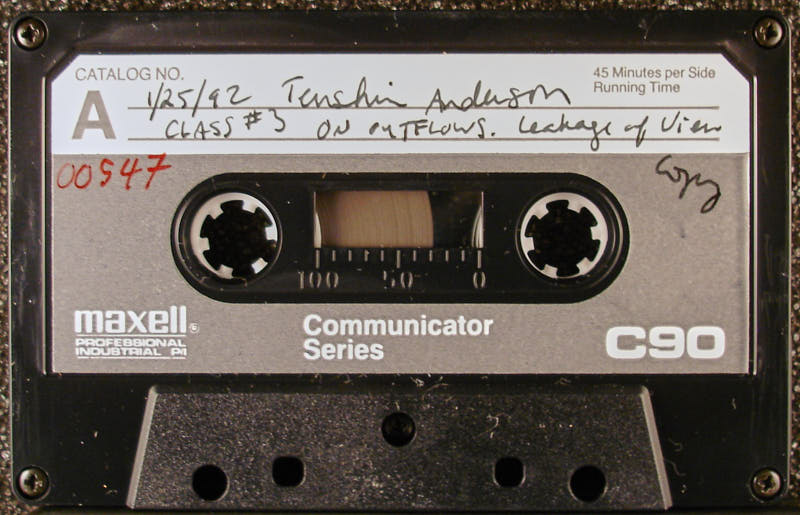 CATALOG NO.
45 Minutes per Side
Running Time
A
1/25/92 Tenshin Anderson
CLASS #3 ON OUTFLOWS. Leakage of View
00547
Copy
100 50 0
maxell®
PROFESSIONAL
INDUSTRIAL P/I
Communicator
Series
C90